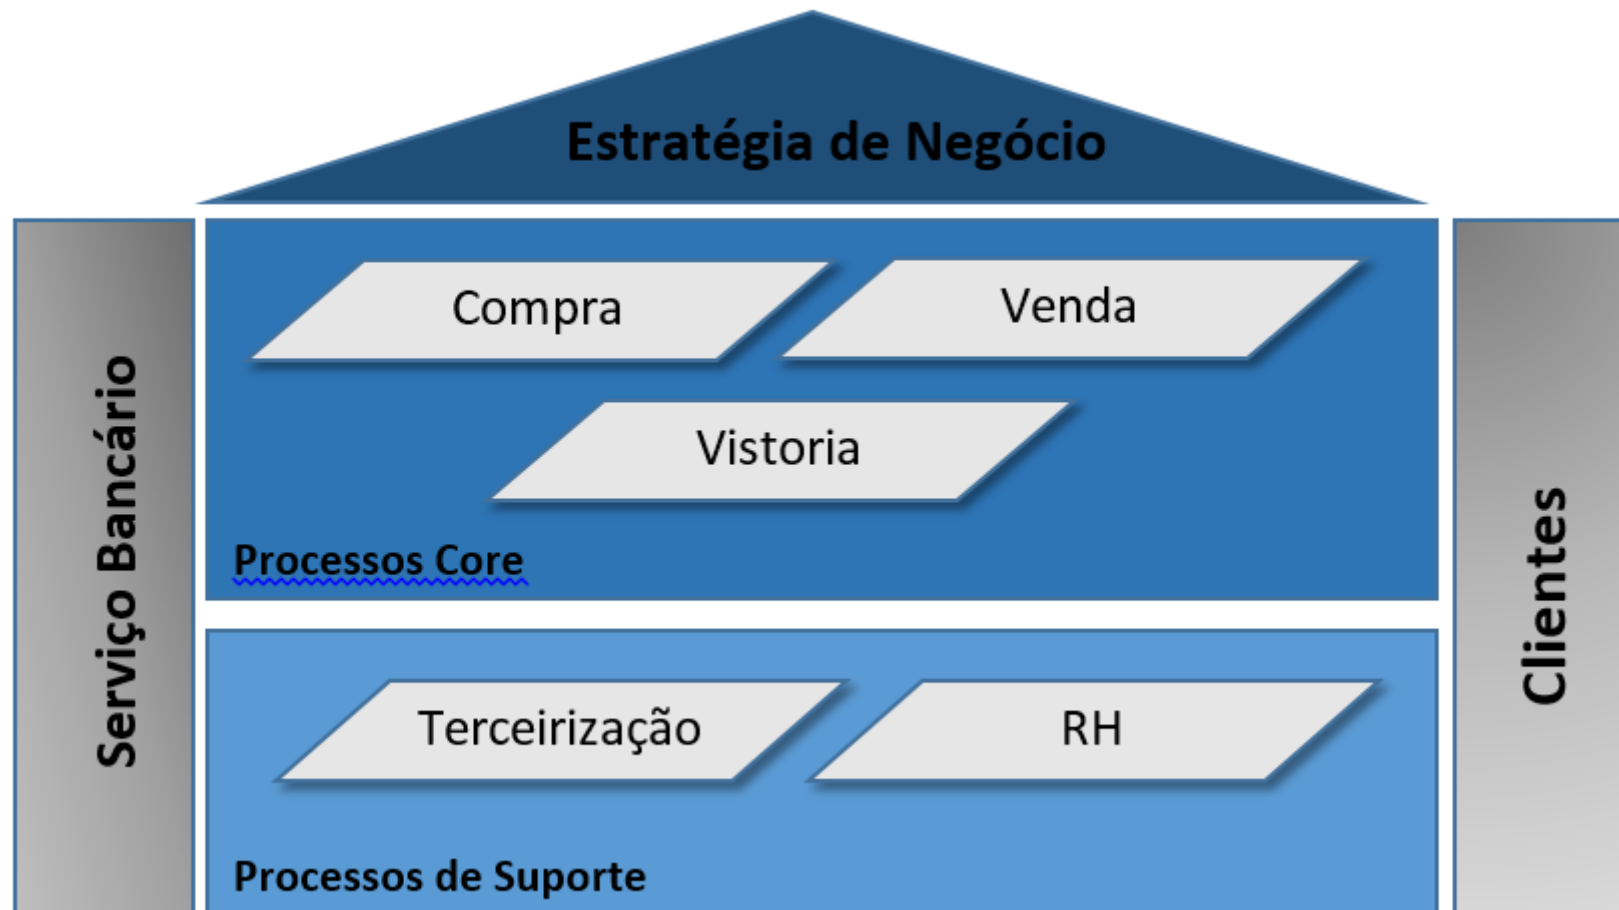 Estratégia de Negócio
Serviço Bancário
Compra
Venda
Vistoria
Processos Core
Terceirização
RH
Processos de Suporte
Clientes